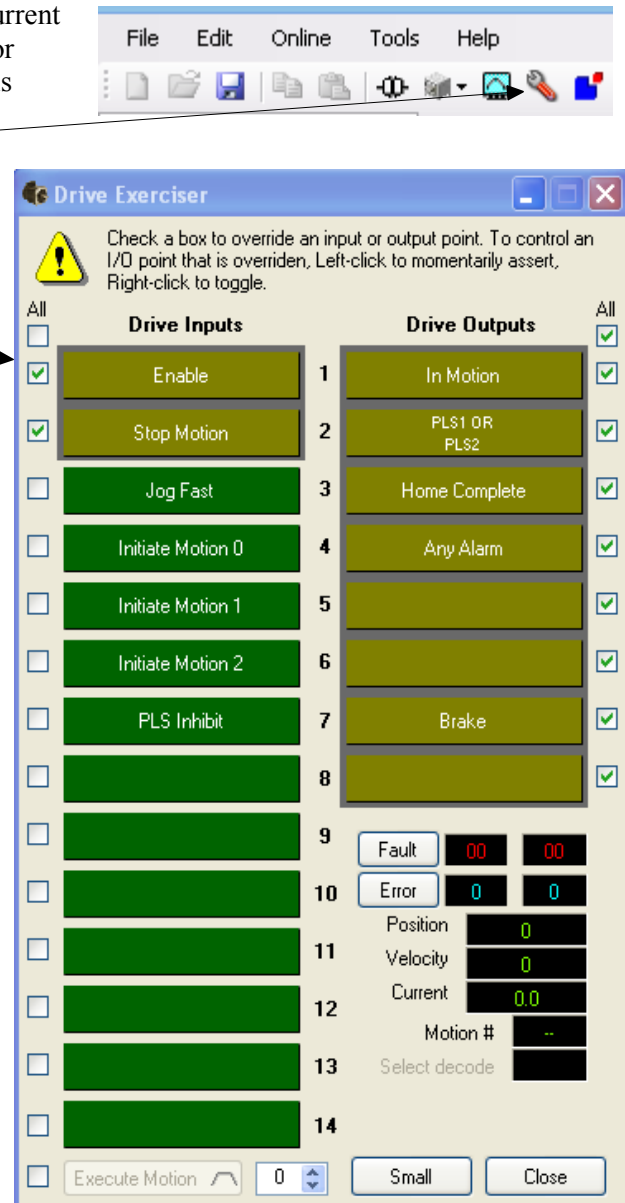 urrent
or
s
File Edit Online Tools Help
Drive Exerciser
Check a box to override an input or output point. To control an
I/O point that is overriden, Left-click to momentarily assert,
Right-click to toggle.
All Drive Inputs Drive Outputs All
Enable 1 In Motion
Stop Motion 2 PLS1 OR
PLS2
Jog Fast 3 Home Complete
Initiate Motion 0 4 Any Alarm
Initiate Motion 1 5
Initiate Motion 2 6
PLS Inhibit 7 Brake
8
9
Fault 00 00
10 Error 0 0
Position 0
11 Velocity 0
Current 0.0
12
Motion # --
13 Select decode
14
Execute Motion 0 Small Close